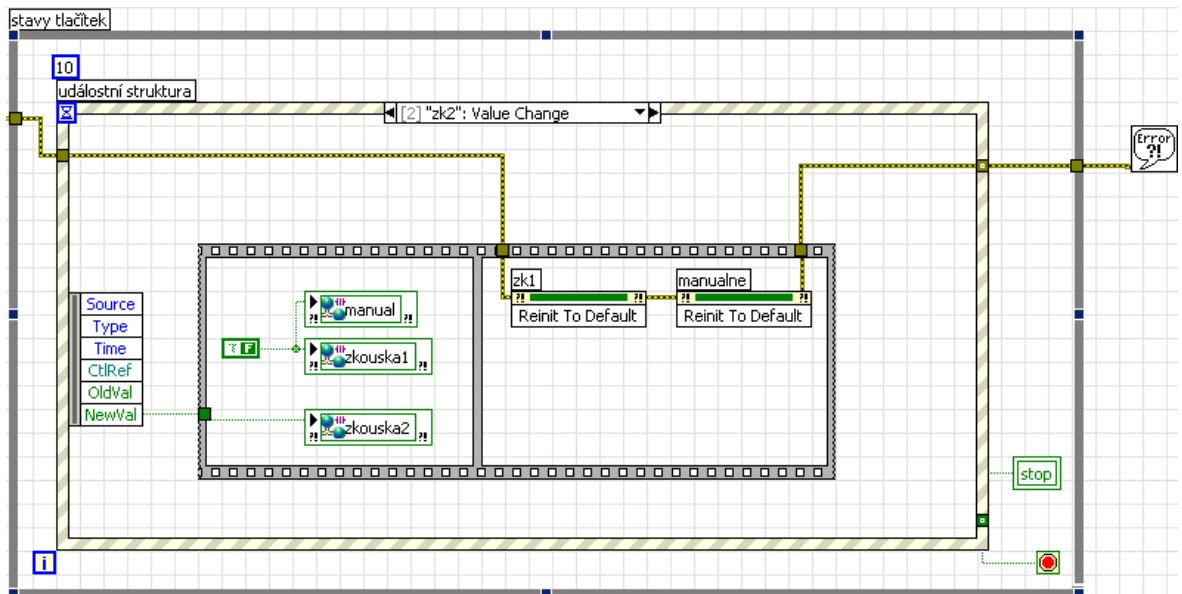 stavy tlačítek
10
událostní struktura
[2] "zk2": Value Change
Error
?!
zk1
manualne
Reinit To Default
Reinit To Default
Source
Type
Time
CtlRef
OldVal
NewVal
manual
F
zkouska1
zkouska2
stop
i